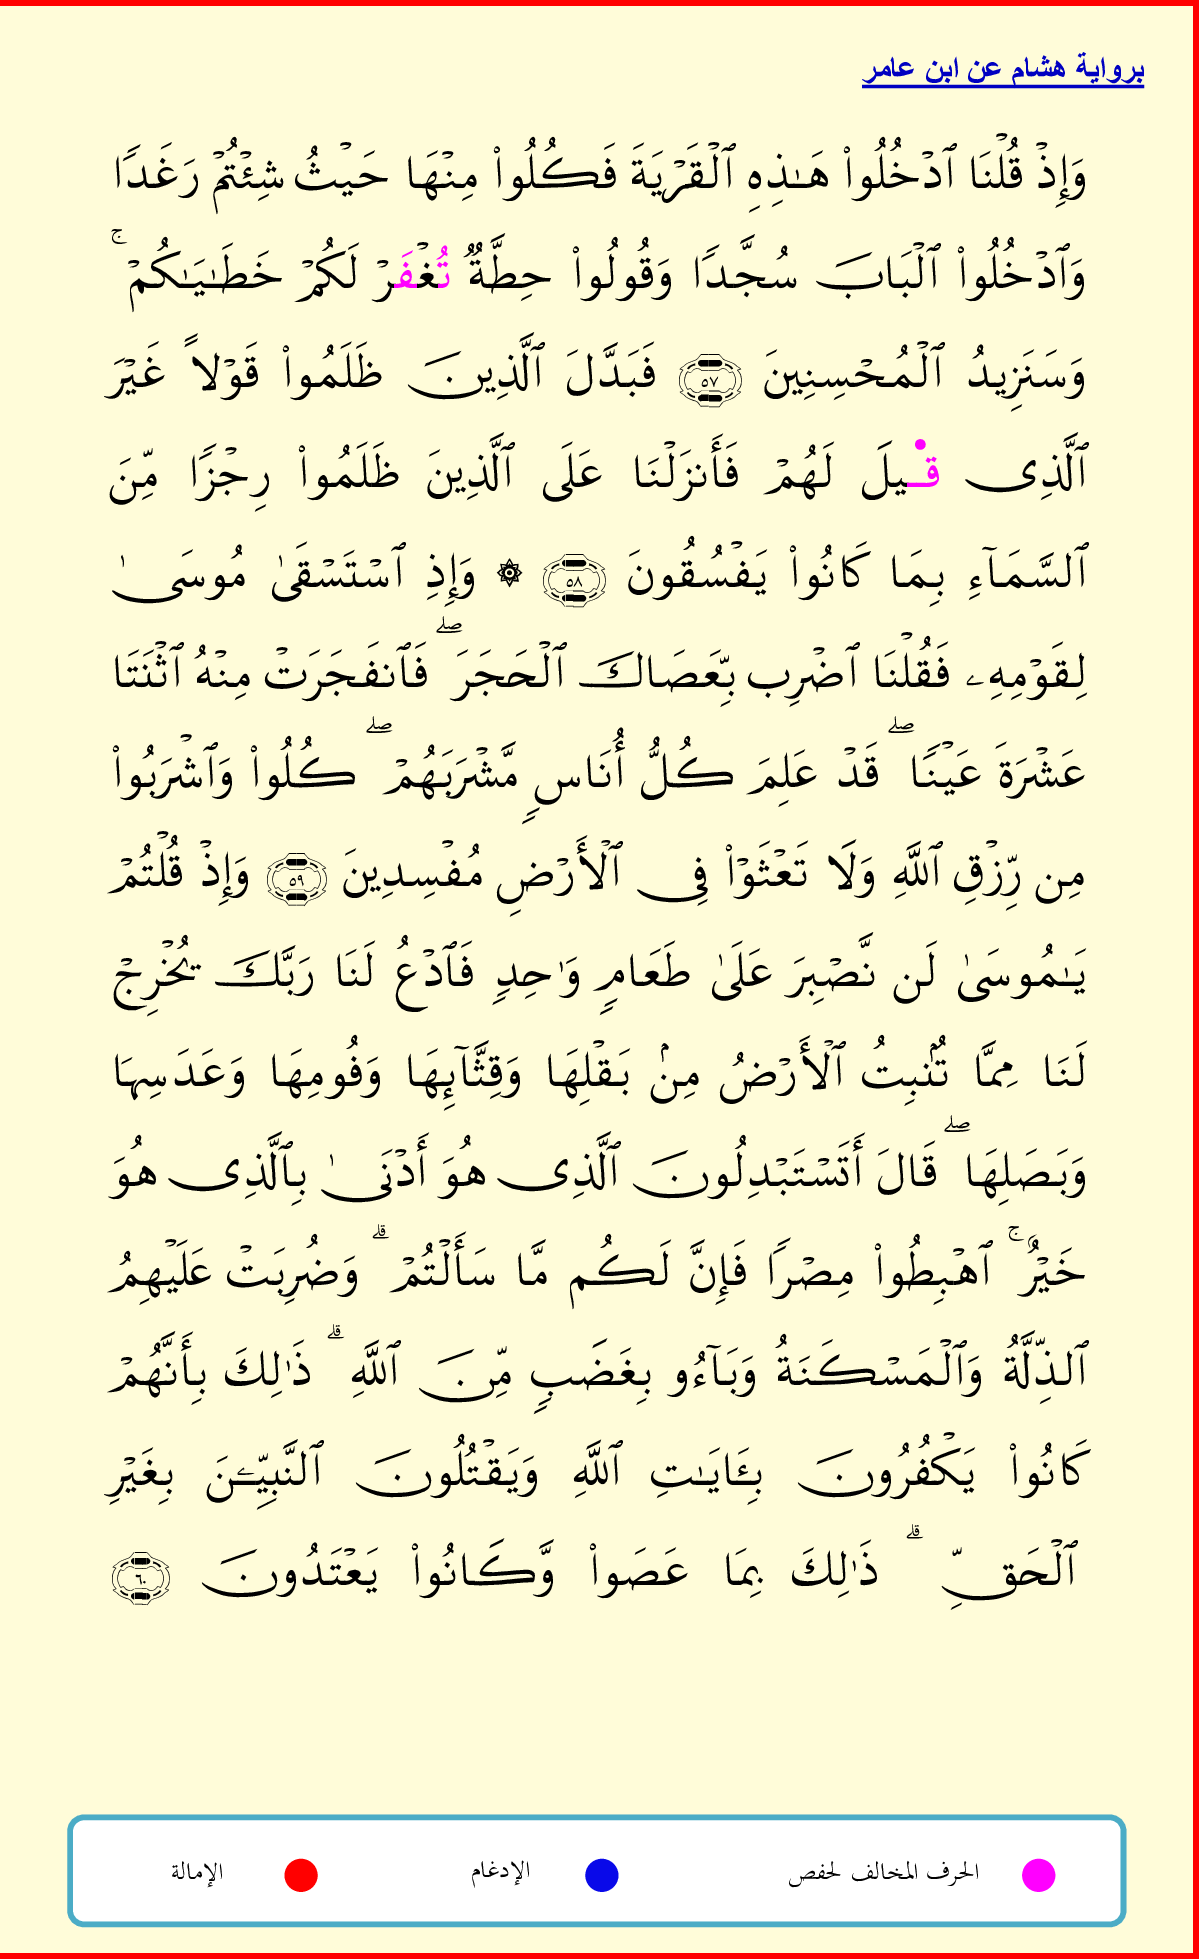 برواية هشام عن ابن عامر
وَإِذۡ قُلۡنَا ٱدۡخُلُواْ هَٰذِهِ ٱلۡقَرۡيَةَ فَكُلُواْ مِنۡهَا حَيۡثُ شِئۡتُمۡ رَغَدٗا
وَٱدۡخُلُواْ ٱلۡبَابَ سُجَّدٗا وَقُولُواْ حِطَّةٞ تُغۡفَرۡ لَكُمۡ خَطَٰيَٰكُمۡۚ
وَسَنَزِيدُ ٱلۡمُحۡسِنِينَ ٥٧ فَبَدَّلَ ٱلَّذِينَ ظَلَمُواْ قَوۡلاً غَيۡرَ
ٱلَّذِي قِيلَ لَهُمۡ فَأَنزَلۡنَا عَلَى ٱلَّذِينَ ظَلَمُواْ رِجۡزٗا مِّنَ
ٱلسَّمَآءِ بِمَا كَانُواْ يَفۡسُقُونَ ٥٨ ۞ وَإِذِ ٱسۡتَسۡقَىٰ مُوسَىٰ
لِقَوۡمِهِۦ فَقُلۡنَا ٱضۡرِب بِّعَصَاكَ ٱلۡحَجَرَۖ فَٱنفَجَرَتۡ مِنۡهُ ٱثۡنَتَا
عَشۡرَةَ عَيۡنٗاۖ قَدۡ عَلِمَ كُلُّ أُنَاسٖ مَّشۡرَبَهُمۡۖ كُلُواْ وَٱشۡرَبُواْ
مِن رِّزۡقِ ٱللَّهِ وَلَا تَعۡثَوۡاْ فِي ٱلۡأَرۡضِ مُفۡسِدِينَ ٥٩ وَإِذۡ قُلۡتُمۡ
يَٰمُوسَىٰ لَن نَّصۡبِرَ عَلَىٰ طَعَامٖ وَٰحِدٖ فَٱدۡعُ لَنَا رَبَّكَ يُخۡرِجۡ
لَنَا مِمَّا تُنۢبِتُ ٱلۡأَرۡضُ مِنۢ بَقۡلِهَا وَقِثَّآئِهَا وَفُومِهَا وَعَدَسِهَا
وَبَصَلِهَاۖ قَالَ أَتَسۡتَبۡدِلُونَ ٱلَّذِي هُوَ أَدۡنَىٰ بِٱلَّذِي هُوَ
خَيۡرٌۚ ٱهۡبِطُواْ مِصۡرٗا فَإِنَّ لَكُم مَّا سَأَلۡتُمۡۗ وَضُرِبَتۡ عَلَيۡهِمُ
ٱلذِّلَّةُ وَٱلۡمَسۡكَنَةُ وَبَآءُو بِغَضَبٖ مِّنَ ٱللَّهِۗ ذَٰلِكَ بِأَنَّهُمۡ
كَانُواْ يَكۡفُرُونَ بِـَٔايَٰتِ ٱللَّهِ وَيَقۡتُلُونَ ٱلنَّبِيِّـۧنَ بِغَيۡرِ
ٱلۡحَقِّۗ ذَٰلِكَ بِمَا عَصَواْ وَّكَانُواْ يَعۡتَدُونَ ٦٠
الحرف المخالف لحفص الإدغام الإمالة